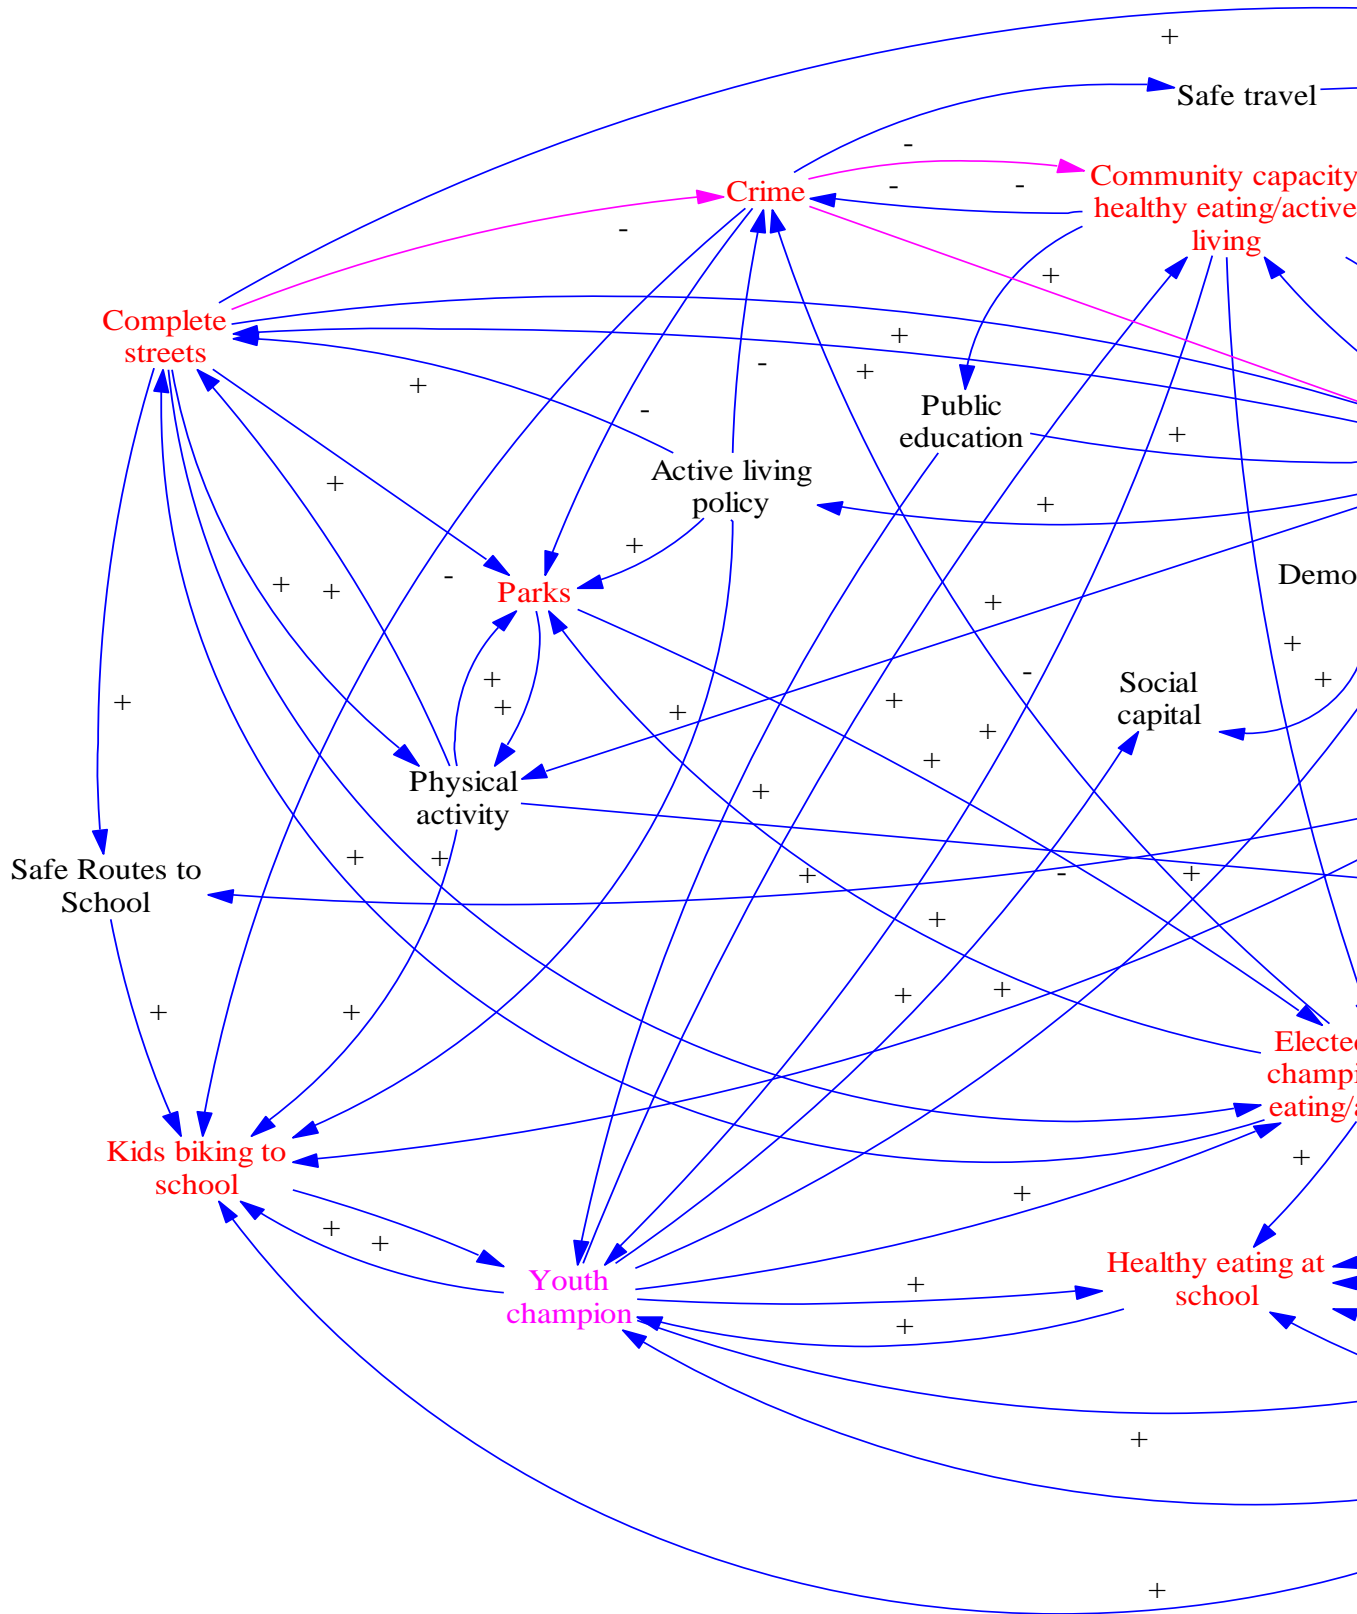 Safe travel
Crime
Community capacity
healthy eating/active
living
Complete
streets
Public
education
Active living
policy
Parks
Demo
Social
capital
Physical
activity
Safe Routes to
School
Electe
champi
eating/a
Kids biking to
school
Healthy eating at
school
Youth
champion